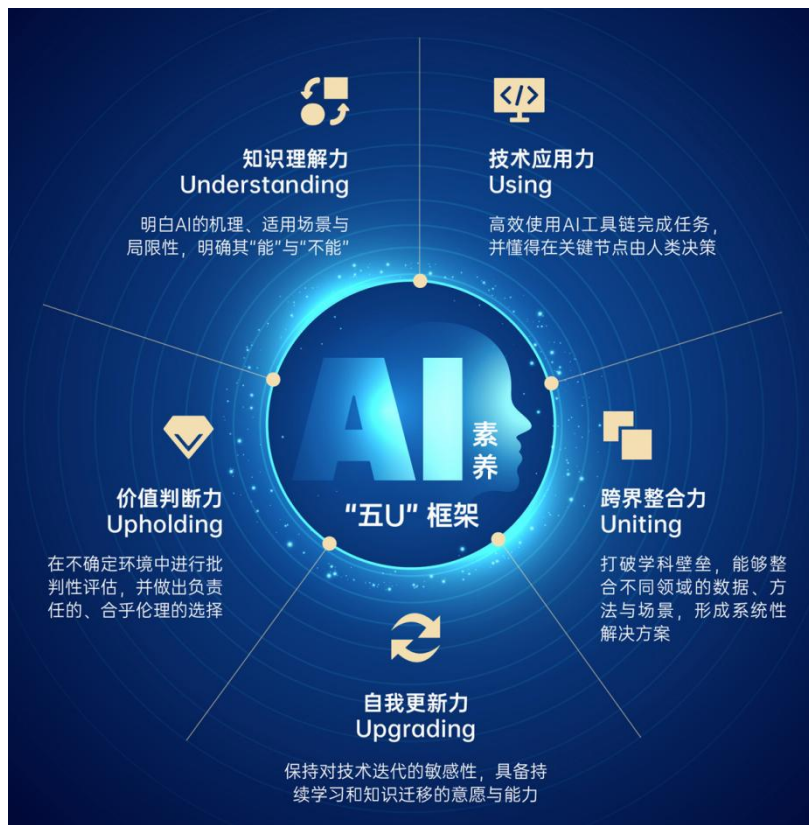 知识理解力
Understanding
明白AI的机理、适用场景与
局限性，明确其“能”与“不能”
</>
技术应用力
Using
高效使用AI工具链完成任务，
并懂得在关键节点由人类决策
AI
素养
“五U” 框架
价值判断力
Upholding
在不确定环境中进行批
判性评估，并做出负责
任的、合乎伦理的选择
跨界整合力
Uniting
打破学科壁垒，能够整
合不同领域的数据、方
法与场景，形成系统性
解决方案
自我更新力
Upgrading
保持对技术迭代的敏感性，具备持
续学习和知识迁移的意愿与能力